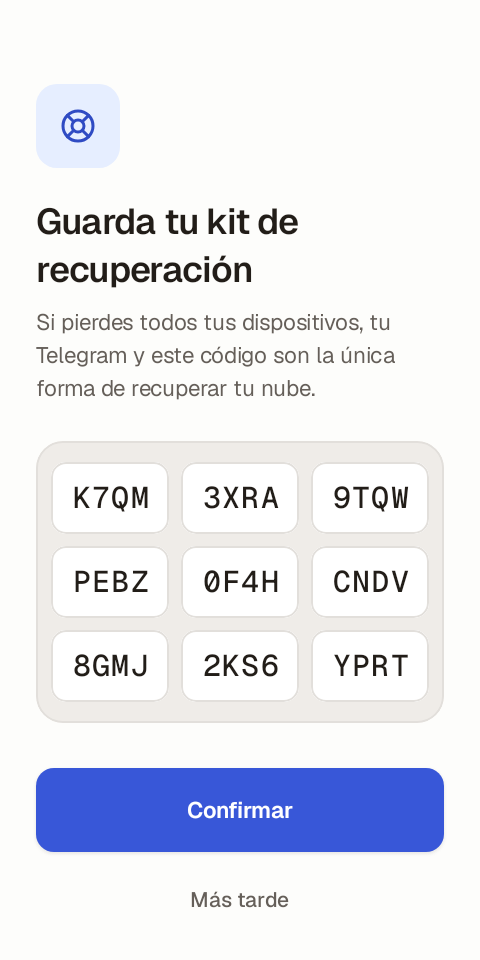 Guarda tu kit de
recuperación
Si pierdes todos tus dispositivos, tu
Telegram y este código son la única
forma de recuperar tu nube.
K7QM 3XRA 9TQW
PEBZ 0F4H CNDV
8GMJ 2KS6 YPRT
Confirmar
Más tarde